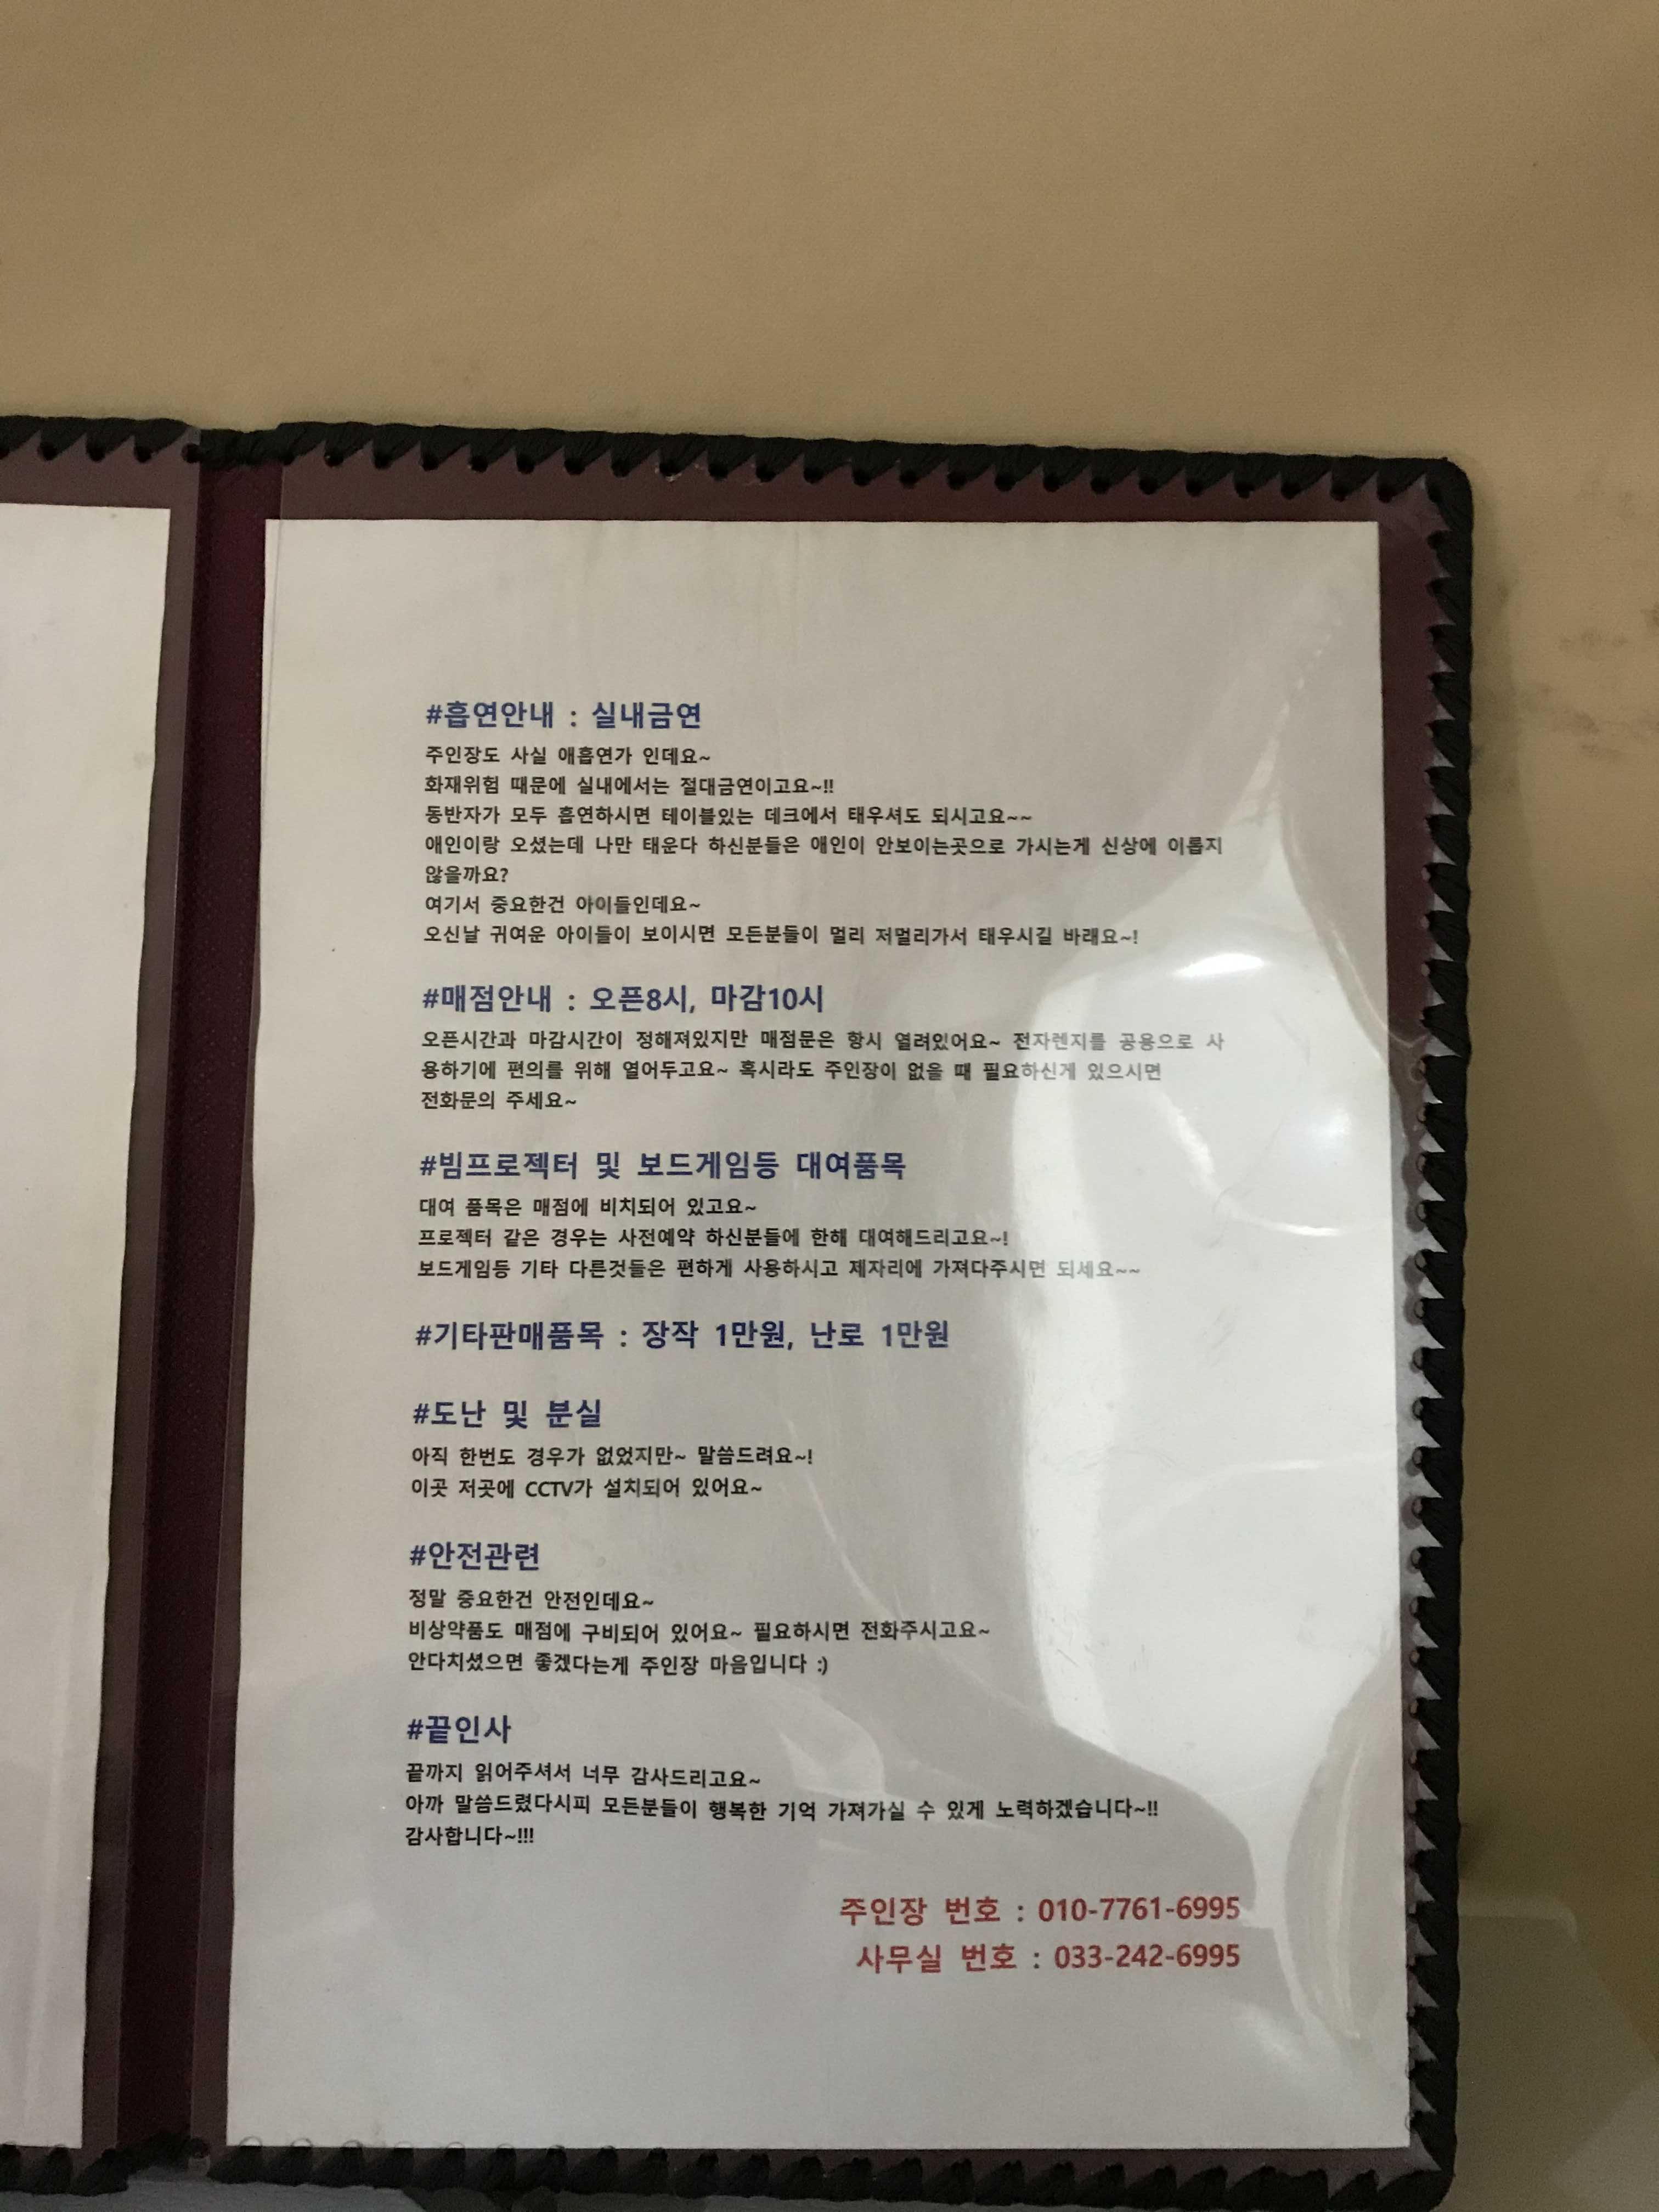 #흡연안내 : 실내금연
주인장도 사실 애흡연가 인데요~
화재위험 때문에 실내에서는 절대금연이고요~!!
동반자가 모두 흡연하시면 테이블있는 데크에서 태우셔도 되시고요~~
애인이랑 오셨는데 나만 태운다 하신분들은 애인이 안보이는곳으로 가시는게 신상에 이롭지
않을까요?
여기서 중요한건 아이들인데요~
오신날 귀여운 아이들이 보이시면 모든분들이 멀리 저멀리가서 태우시길 바래요~!
#매점안내 : 오픈8시, 마감10시
오픈시간과 마감시간이 정해져있지만 매점문은 항시 열려있어요~ 전자렌지를 공용으로 사
용하기에 편의를 위해 열어두고요~ 혹시라도 주인장이 없을 때 필요하신게 있으시면
전화문의 주세요~
#빔프로젝터 및 보드게임등 대여품목
대여 품목은 매점에 비치되어 있고요~
프로젝터 같은 경우는 사전예약 하신분들에 한해 대여해드리고요~!
보드게임등 기타 다른것들은 편하게 사용하시고 제자리에 가져다주시면 되세요~~
#기타판매품목 : 장작 1만원, 난로 1만원
#도난 및 분실
아직 한번도 경우가 없었지만~ 말씀드려요~!
이곳 저곳에 CCTV가 설치되어 있어요~
#안전관련
정말 중요한건 안전인데요~
비상약품도 매점에 구비되어 있어요~ 필요하시면 전화주시고요~
안다치셨으면 좋겠다는게 주인장 마음입니다 :)
#끝인사
끝까지 읽어주셔서 너무 감사드리고요~
아까 말씀드렸다시피 모든분들이 행복한 기억 가져가실 수 있게 노력하겠습니다~!!
감사합니다~!!!
주인장 번호 : 010-7761-6995
사무실 번호 : 033-242-6995